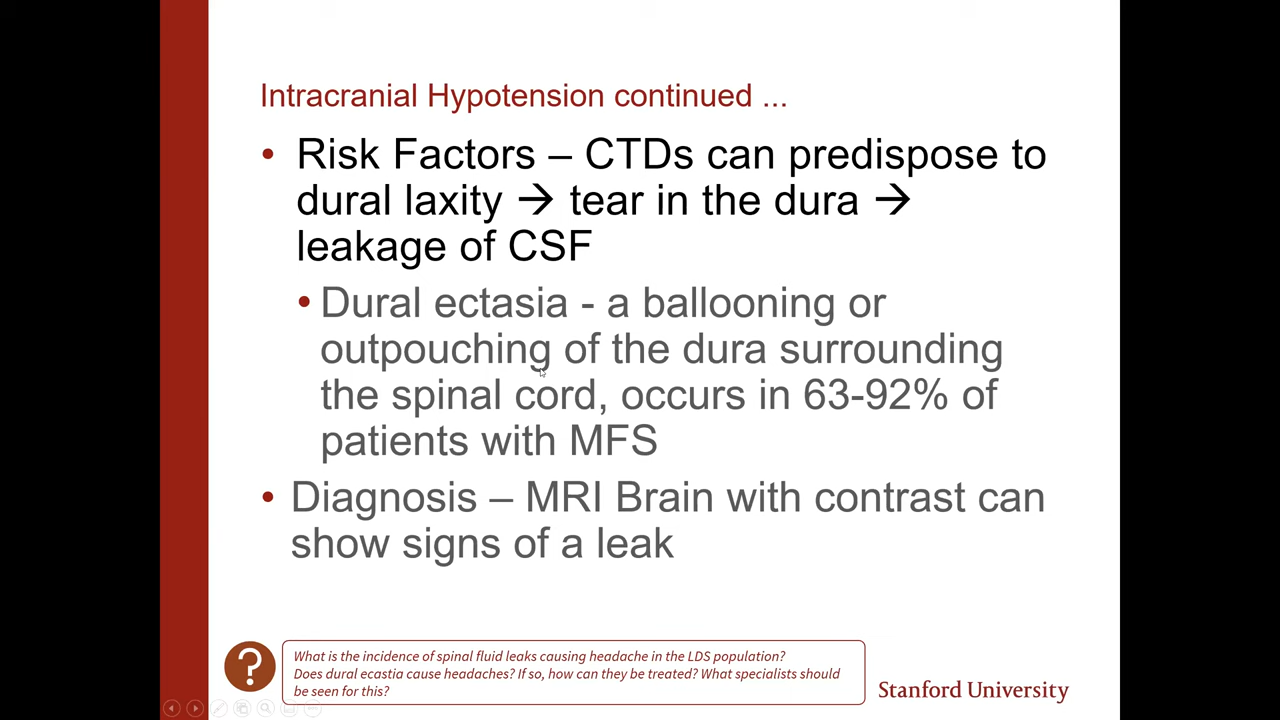 Intracranial Hypotension continued ...
• Risk Factors – CTDs can predispose to
dural laxity → tear in the dura →
leakage of CSF
• Dural ectasia - a ballooning or
outpouching of the dura surrounding
the spinal cord, occurs in 63-92% of
patients with MFS
• Diagnosis – MRI Brain with contrast can
show signs of a leak
?
What is the incidence of spinal fluid leaks causing headache in the LDS population?
Does dural ecastia cause headaches? If so, how can they be treated? What specialists should
be seen for this?
Stanford University